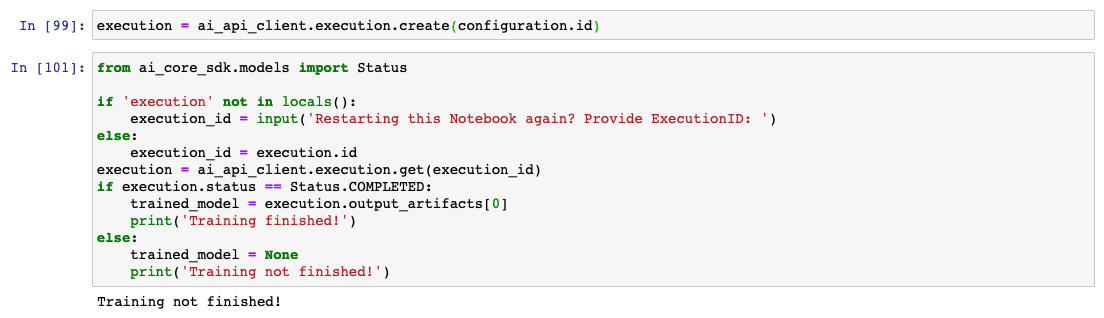 In [99]: execution = ai_api_client.execution.create(configuration.id)
In [101]: from ai_core_sdk.models import Status
if 'execution' not in locals():
    execution_id = input('Restarting this Notebook again? Provide ExecutionID: ')
else:
    execution_id = execution.id
execution = ai_api_client.execution.get(execution_id)
if execution.status == Status.COMPLETED:
    trained_model = execution.output_artifacts[0]
    print('Training finished!')
else:
    trained_model = None
    print('Training not finished!')
Training not finished!